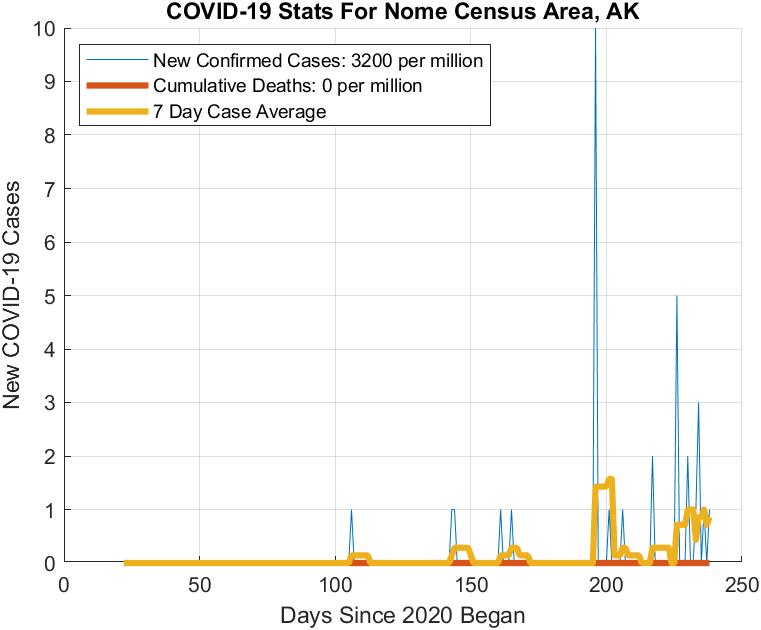 COVID-19 Stats For Nome Census Area, AK
New Confirmed Cases: 3200 per million
Cumulative Deaths: 0 per million
7 Day Case Average
New COVID-19 Cases
10
9
8
7
6
5
4
3
2
1
0
0 50 100 150 200 250
Days Since 2020 Began